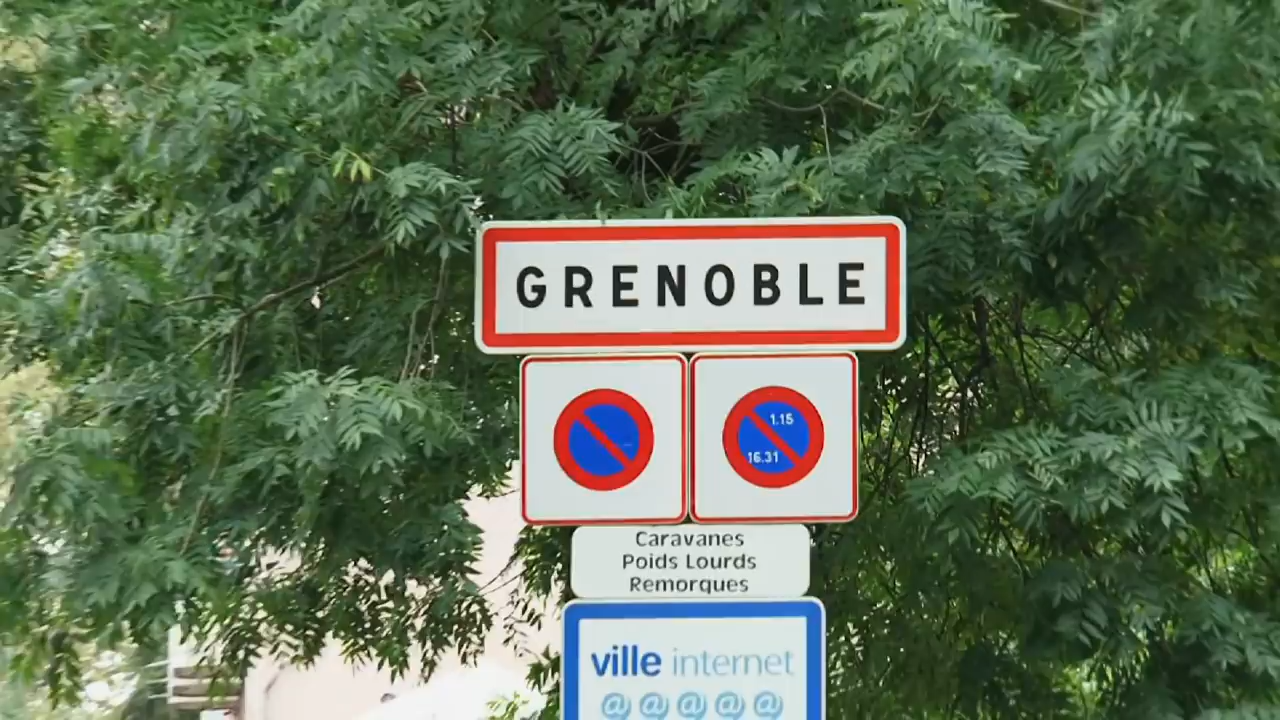 GRENOBLE
1.15
16.31
Caravanes
Poids Lourds
Remorques
ville internet
@ @ @ @ @